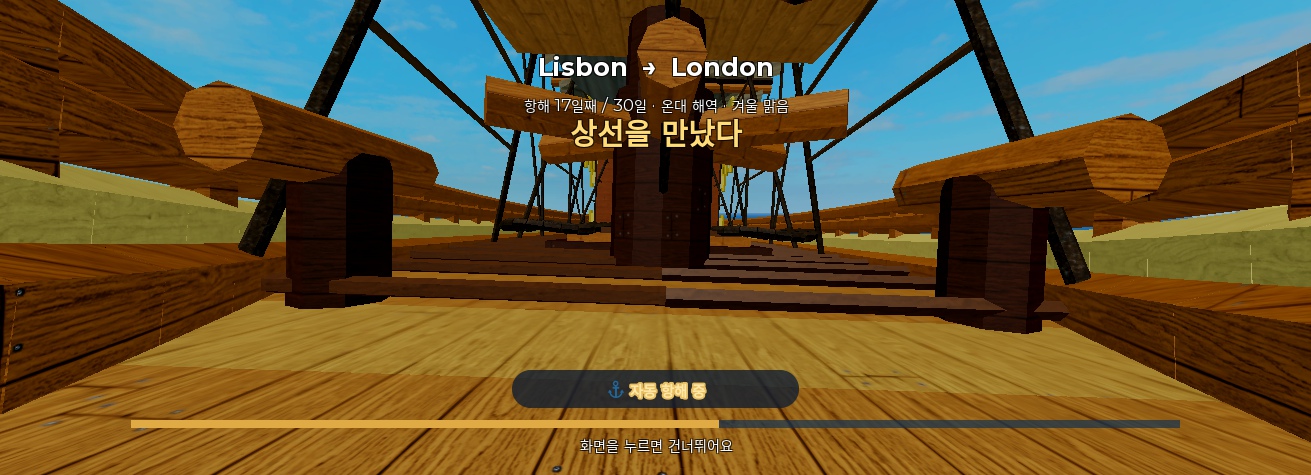 Lisbon → London
항해 17일째 / 30일 · 온대 해역 · 겨울 맑음
상선을 만났다
⚓ 자동 항해 중
화면을 누르면 건너뛰어요